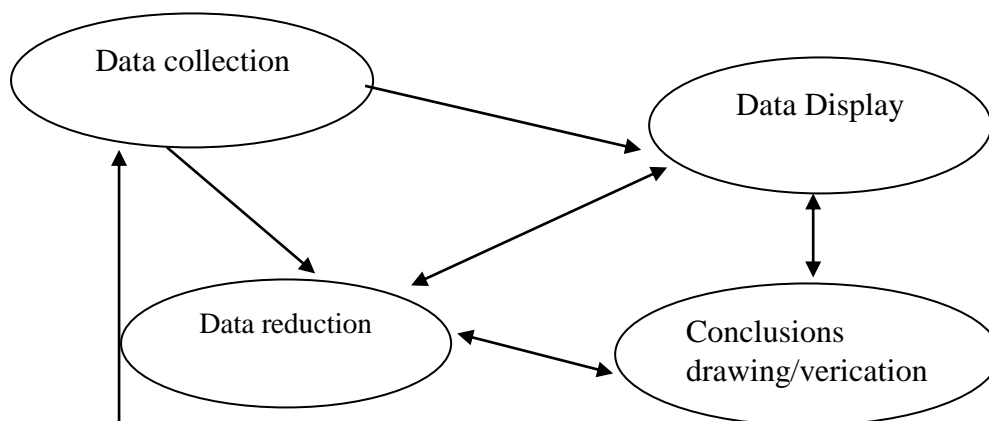 Data collection
Data Display
Data reduction
Conclusions
drawing/verication